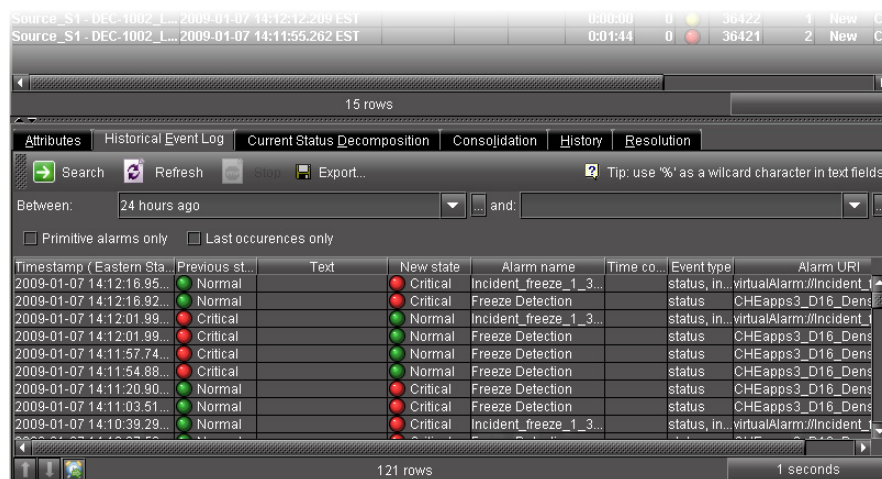 Source_S1 - DEC-1002_L... 2009-01-07 14:12:12.209 EST 0:00:00 0 36422 1 New
Source_S1 - DEC-1002_L... 2009-01-07 14:11:55.262 EST 0:01:44 0 36421 2 New
15 rows
Attributes Historical Event Log Current Status Decomposition Consolidation History Resolution
Search Refresh Stop Export... Tip: use '%' as a wilcard character in text fields
Between: 24 hours ago ... and:
Primitive alarms only Last occurences only
Timestamp ( Eastern Sta... Previous st... Text New state Alarm name Time co... Event type Alarm URI
2009-01-07 14:12:16.95... Normal Critical Incident_freeze_1_3... status, in... virtualAlarm://Incident_f
2009-01-07 14:12:16.92... Normal Critical Freeze Detection status CHEapps3_D16_Dens
2009-01-07 14:12:01.99... Critical Normal Incident_freeze_1_3... status, in... virtualAlarm://Incident_f
2009-01-07 14:12:01.99... Critical Normal Freeze Detection status CHEapps3_D16_Dens
2009-01-07 14:11:57.74... Critical Normal Freeze Detection status CHEapps3_D16_Dens
2009-01-07 14:11:54.88... Critical Normal Freeze Detection status CHEapps3_D16_Dens
2009-01-07 14:11:20.90... Normal Critical Freeze Detection status CHEapps3_D16_Dens
2009-01-07 14:11:03.51... Normal Critical Freeze Detection status CHEapps3_D16_Dens
2009-01-07 14:10:39.29... Normal Critical Incident_freeze_1_3... status, in... virtualAlarm://Incident_f
121 rows 1 seconds